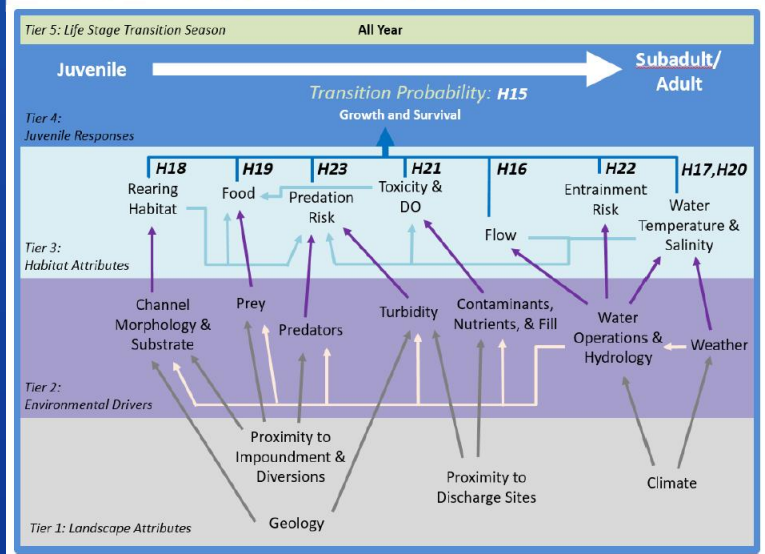 Tier 5: Life Stage Transition Season
All Year
Juvenile
Subadult/
Adult
Transition Probability: H15
Growth and Survival
Tier 4:
Juvenile Responses
H18
H19
H23
H21
H16
H22
H17,H20
Rearing
Habitat
Food
Predation
Risk
Toxicity &
DO
Flow
Entrainment
Risk
Water
Temperature &
Salinity
Tier 3:
Habitat Attributes
Channel
Morphology &
Substrate
Prey
Predators
Turbidity
Contaminants,
Nutrients, & Fill
Water
Operations &
Hydrology
Weather
Tier 2:
Environmental Drivers
Proximity to
Impoundment &
Diversions
Proximity to
Discharge Sites
Climate
Geology
Tier 1: Landscape Attributes